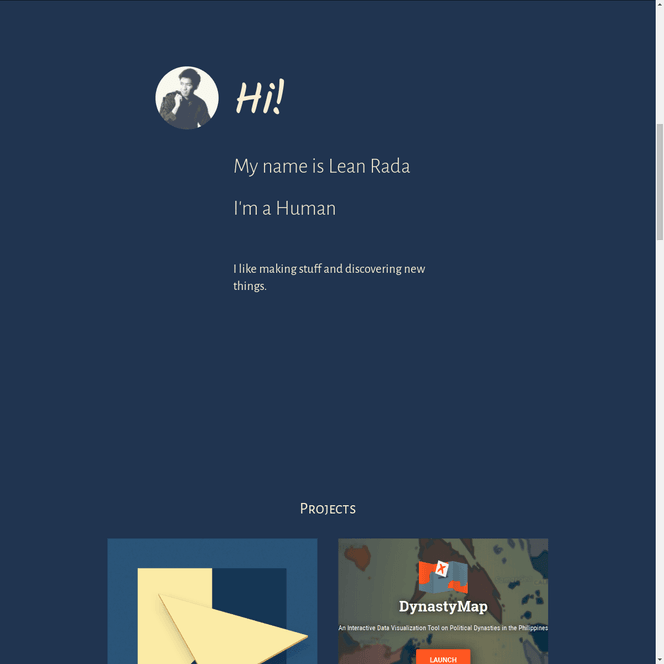 Hi!
My name is Lean Rada
I'm a Human
I like making stuff and discovering new
things.
Projects
X
DynastyMap
An Interactive Data Visualization Tool on Political Dynasties in the Philippines
LAUNCH